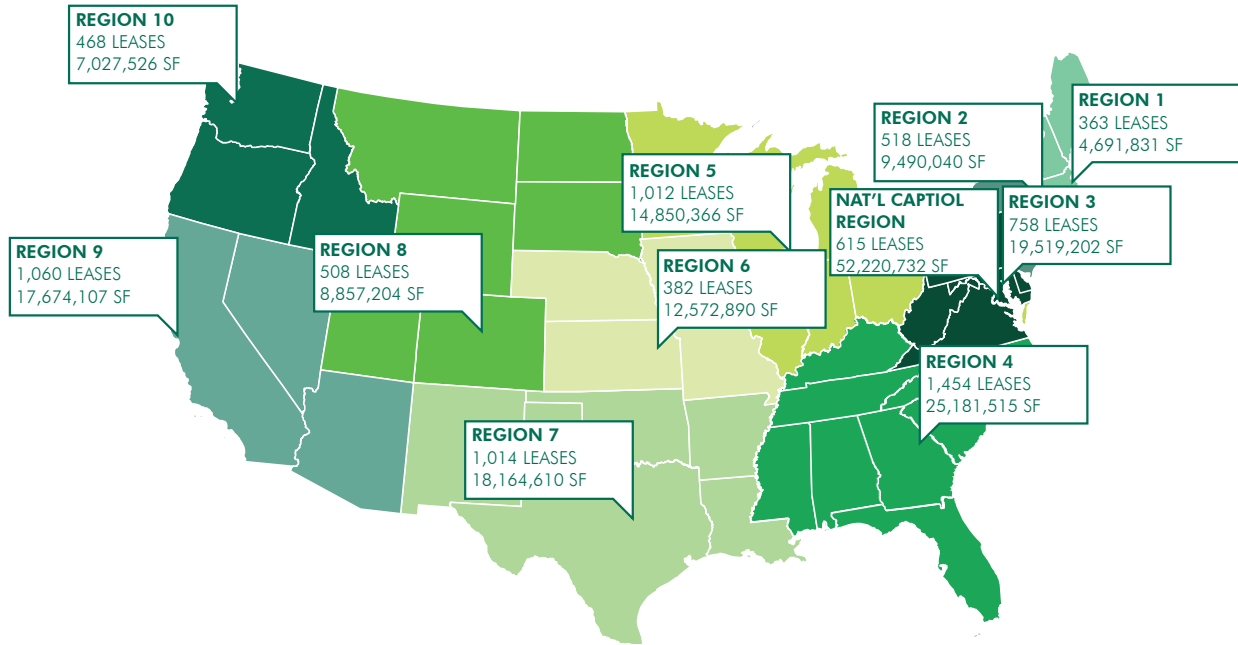 REGION 10
468 LEASES
7,027,526 SF
REGION 1
363 LEASES
4,691,831 SF
REGION 2
518 LEASES
9,490,040 SF
REGION 5
1,012 LEASES
14,850,366 SF
NAT'L CAPTIOL
REGION
615 LEASES
52,220,732 SF
REGION 3
758 LEASES
19,519,202 SF
REGION 9
1,060 LEASES
17,674,107 SF
REGION 8
508 LEASES
8,857,204 SF
REGION 6
382 LEASES
12,572,890 SF
REGION 4
1,454 LEASES
25,181,515 SF
REGION 7
1,014 LEASES
18,164,610 SF